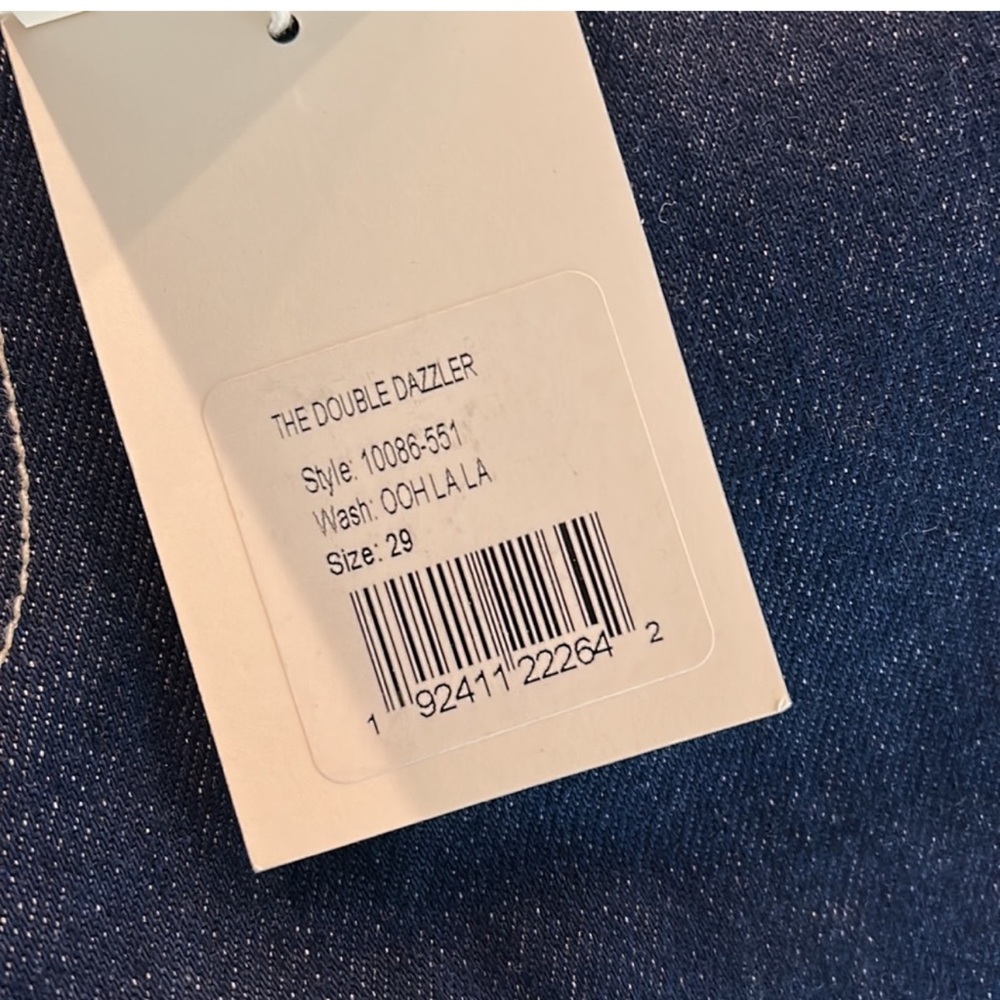 THE DOUBLE DAZZLER
Style: 10086-551
Wash: OOH LA LA
Size: 29
1 92411 22264 2